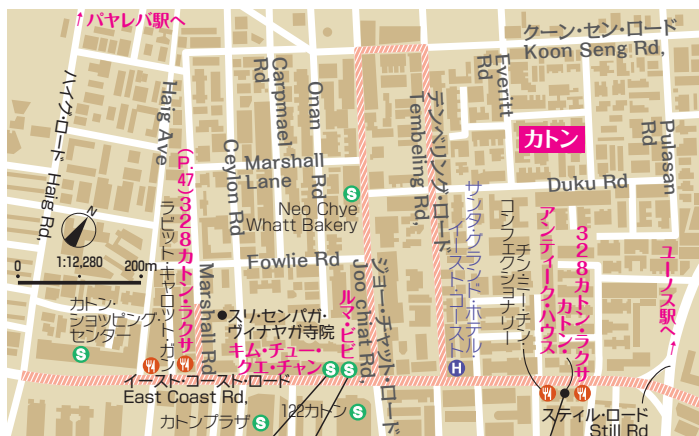 ↑パヤレバ駅へ
クーン・セン・ロード
Koon Seng Rd,
ハイグ・ロード Haig Rd,
Haig Ave
Carpmael
Rd
Onan
Rd
Everitt
Rd
カトン
Pulasan
Rd
テンベリング・ロード
Tembeling Rd,
Ceylon Rd
Marshall
Lane
Duku Rd
S
Neo Chye
Whatt Bakery
N
0 1:12,280 200m
Fowlie Rd
(P.47)328カトン・ラクサ
ラビット・キャロット・ガン
Marshall Rd
スリ・センパガ・
ヴィナヤガ寺院
ジョー・チャット・ロード
Joo chiat Rd,
ルマ・ビビ
キム・チュー・
クエ・チャン
S S
サンタ・グランド・ホテル・
イースト・コースト
H
チン・ミー・チン・
コンフェクショナリー
328カトン・ラクサ
カトン・
アンティーク・ハウス
ユーノス駅へ→
カトン・
ショッピング・
センター
S
イースト・コースト・ロード
East Coast Rd,
カトンプラザ S
122カトン S
スティル・ロード
Still Rd